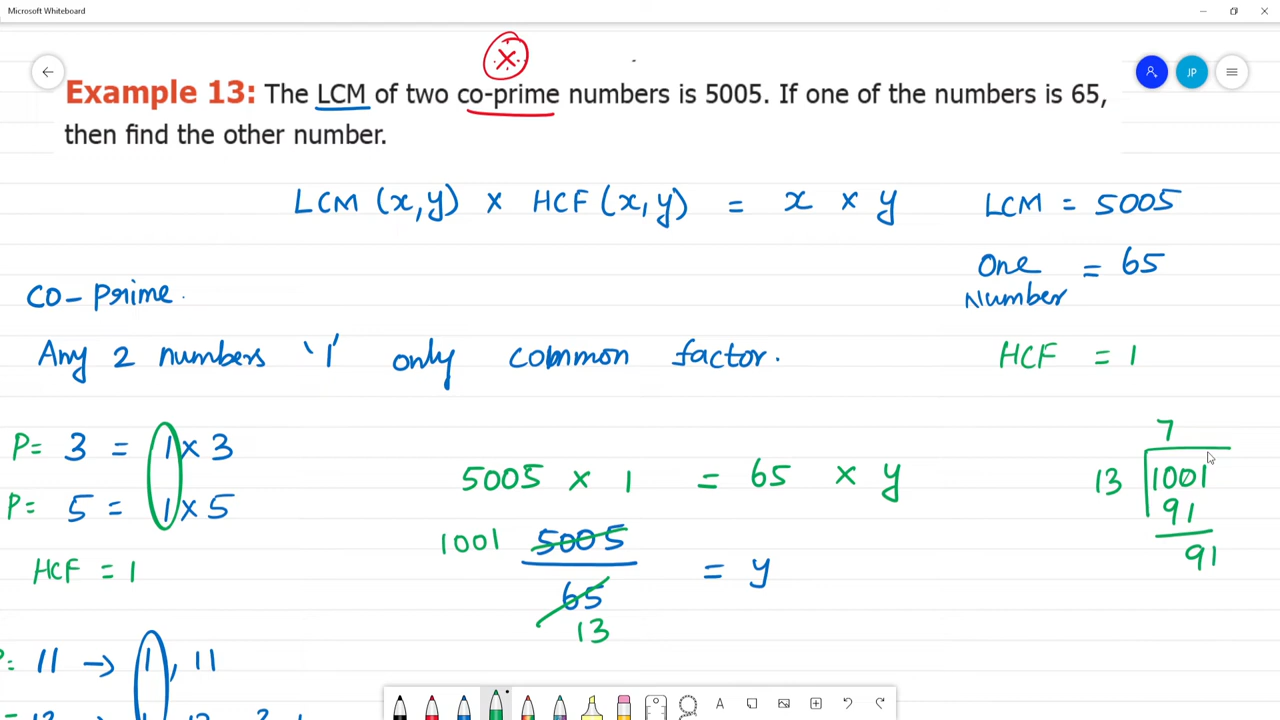 Microsoft Whiteboard
JP
Example 13: The LCM of two co-prime numbers is 5005. If one of the numbers is 65,
then find the other number.
LCM (x,y) × HCF (x,y) = x × y
LCM = 5005
One Number = 65
CO-Prime.
Any 2 numbers '1' only common factor.
HCF = 1
P= 3 = 1 × 3
P= 5 = 1 × 5
HCF = 1
5005 × 1 = 65 × y
1001 5005
65 = y
13
7
13 1001
91
91
11 → 1, 11
A